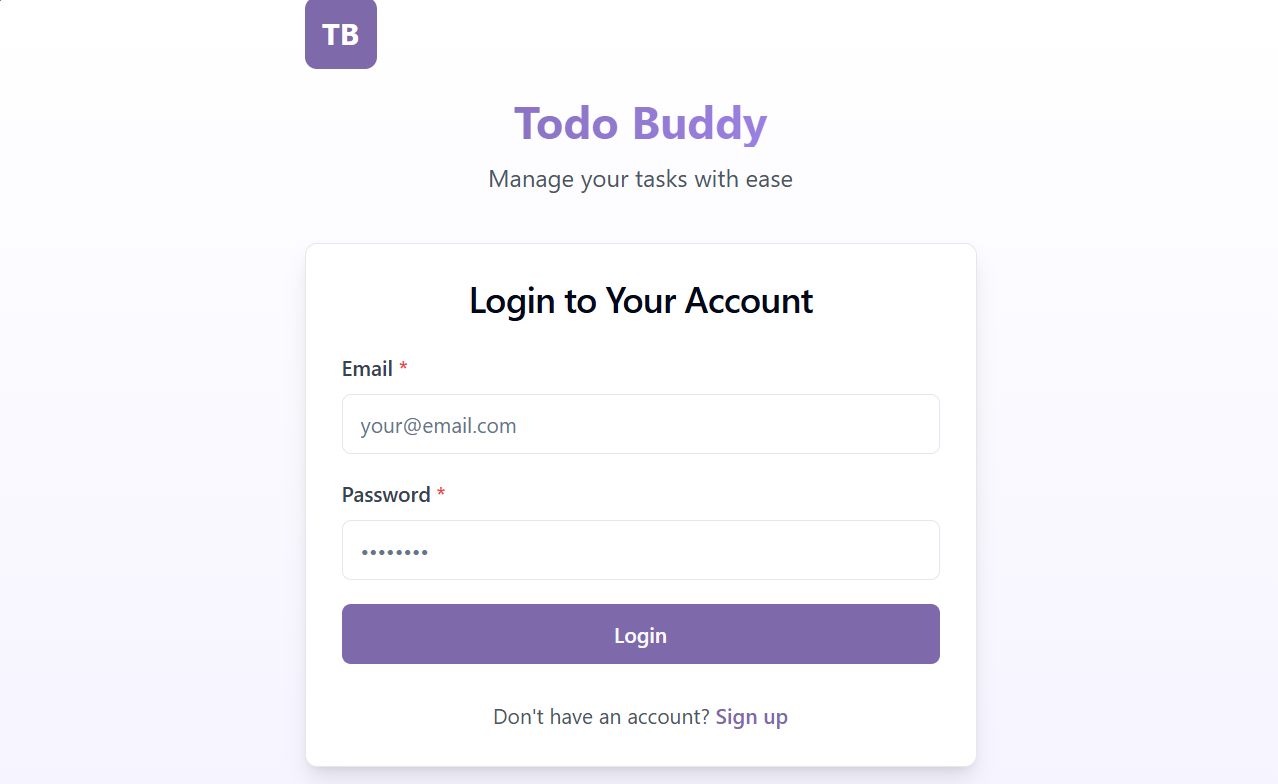 TB
Todo Buddy
Manage your tasks with ease
Login to Your Account
Email *
your@email.com
Password *
••••••••
Login
Don't have an account? Sign up